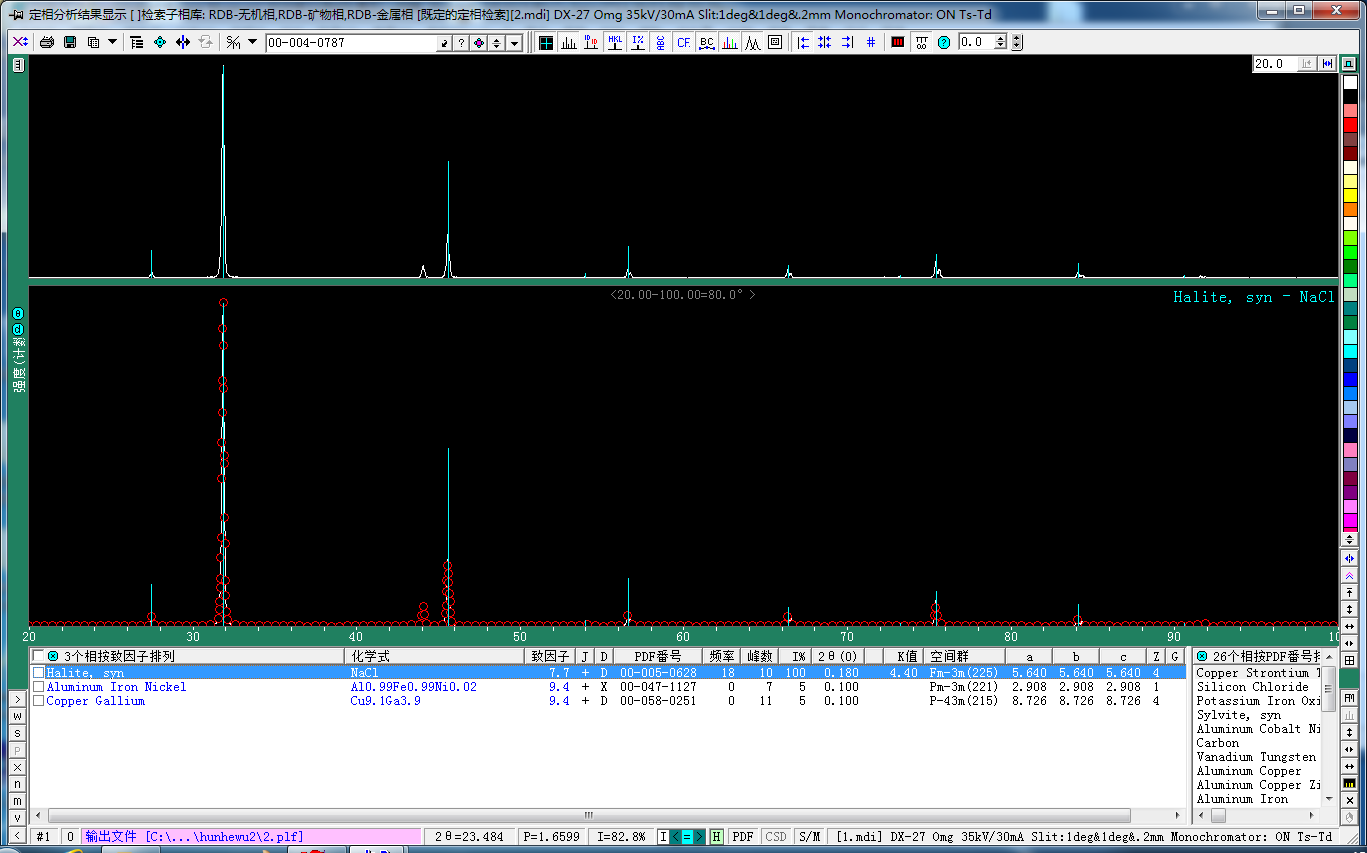 定相分析结果显示 [ ]检索子相库: RDB-无机相,RDB-矿物相,RDB-金属相 [既定的定相检索][2.mdi] DX-27 Omg 35kV/30mA Slit:1deg&1deg&.2mm Monochromator: ON Ts-Td
00-004-0787 ? HKL I% CF BC # ? 0.0
20.0
<20.00-100.00=80.0°>
Halite, syn - NaCl
θ
d
强度(计数
20 30 40 50 60 70 80 90 10
3个相按致因子排列 化学式 致因子 J D PDF番号 频率 峰数 I% 2θ(0) K值 空间群 a b c Z G
Halite, syn NaCl 7.7 + D 00-005-0628 18 10 100 0.180 4.40 Fm-3m(225) 5.640 5.640 5.640 4
Aluminum Iron Nickel Al0.99Fe0.99Ni0.02 9.4 + X 00-047-1127 0 7 5 0.100 Pm-3m(221) 2.908 2.908 2.908 1
Copper Gallium Cu9.1Ga3.9 9.4 + D 00-058-0251 0 11 5 0.100 P-43m(215) 8.726 8.726 8.726 4
26个相按PDF番号
Copper Strontium
Silicon Chloride
Potassium Iron Oxi
Sylvite, syn
Aluminum Cobalt Ni
Carbon
Vanadium Tungsten
Aluminum Copper
Aluminum Copper Zi
Aluminum Iron
>
w
s
P
X
n
m
v
<
#1 0 输出文件 [C:\...\hunhewu2\2.plf] 2θ=23.484 P=1.6599 I=82.8% I < = > H PDF CSD S/M [1.mdi] DX-27 Omg 35kV/30mA Slit:1deg&1deg&.2mm Monochromator: ON Ts-Td